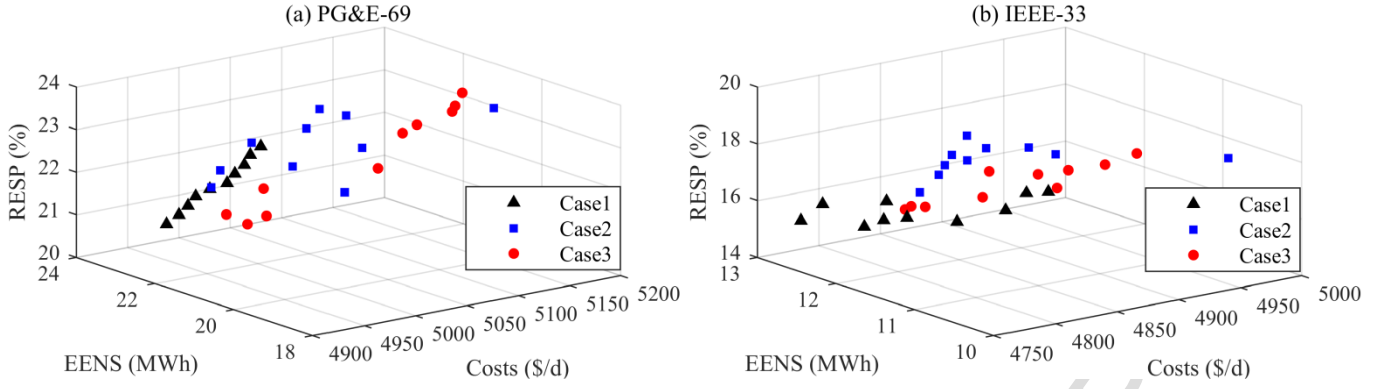 (a) PG&E-69
RESP (%)
24
23
22
21
20
24
22
20
18
EENS (MWh)
4900
4950
5000
5050
5100
5150
5200
Costs ($/d)
Case1
Case2
Case3
(b) IEEE-33
RESP (%)
20
18
16
14
13
12
11
10
EENS (MWh)
4750
4800
4850
4900
4950
5000
Costs ($/d)
Case1
Case2
Case3